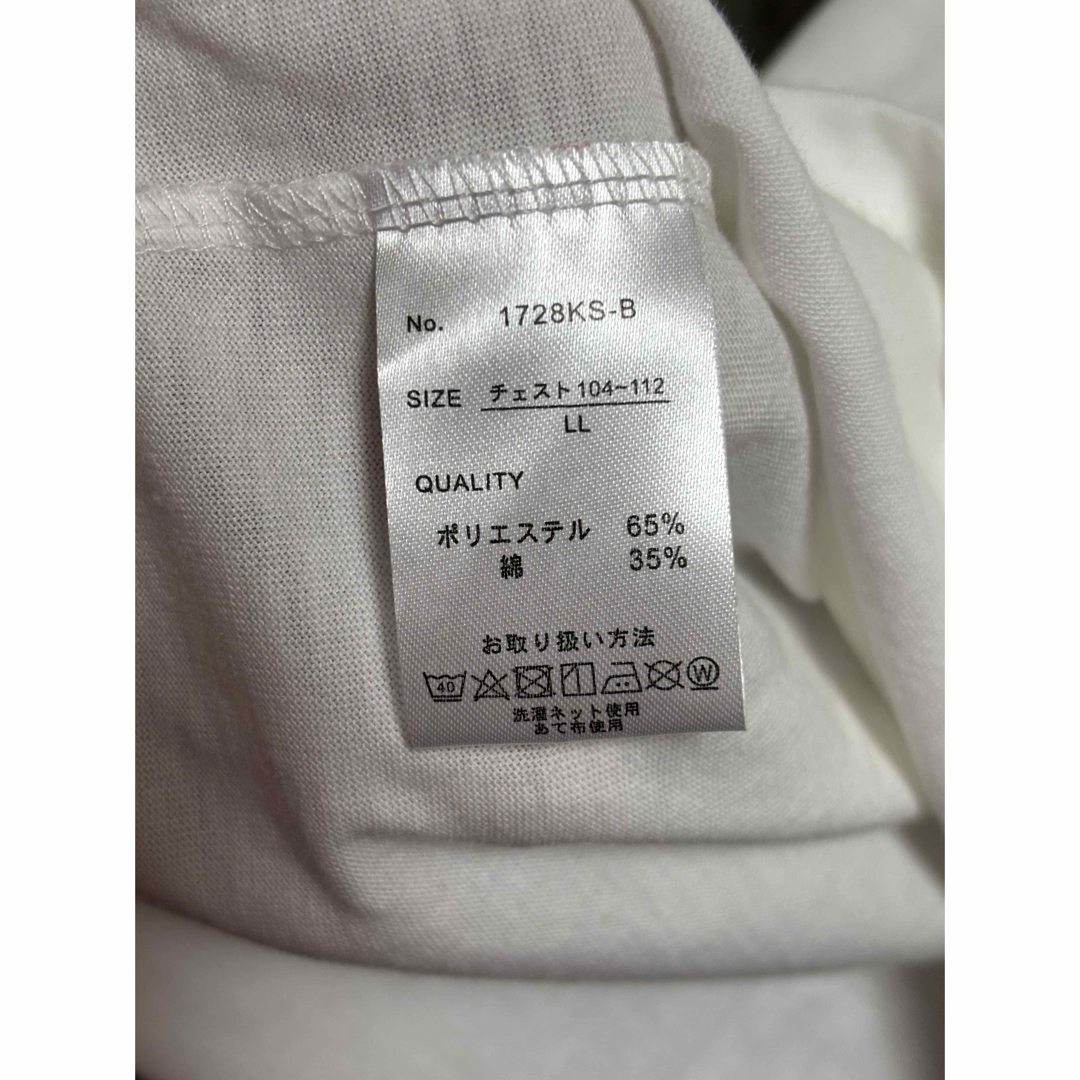 No. 1728KS-B
SIZE チェスト104~112
LL
QUALITY
ポリエステル 65%
綿 35%
お取り扱い方法
40 W
洗濯ネット使用
あて布使用